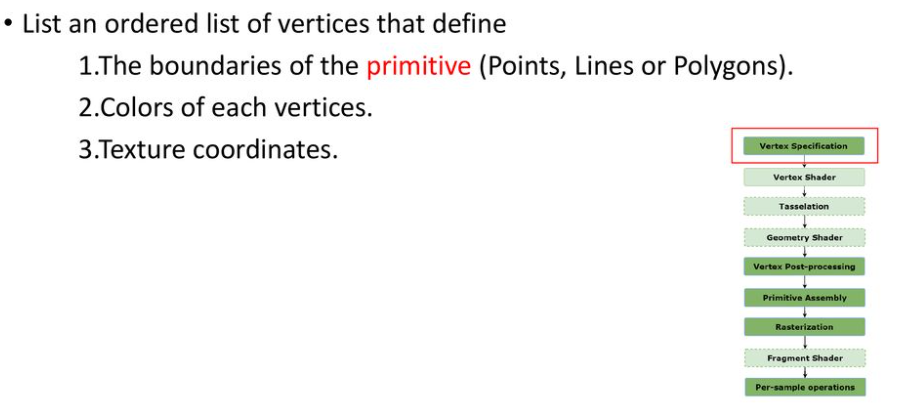 • List an ordered list of vertices that define
1.The boundaries of the primitive (Points, Lines or Polygons).
2.Colors of each vertices.
3.Texture coordinates.
Vertex Specification
Vertex Shader
Tasselation
Geometry Shader
Vertex Post-processing
Primitive Assembly
Rasterization
Fragment Shader
Per-sample operations